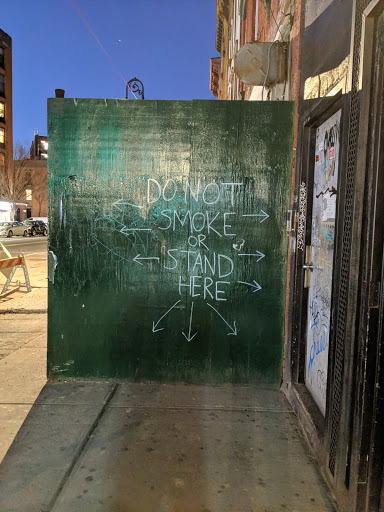 DO NOT
SMOKE
OR
STAND
HERE